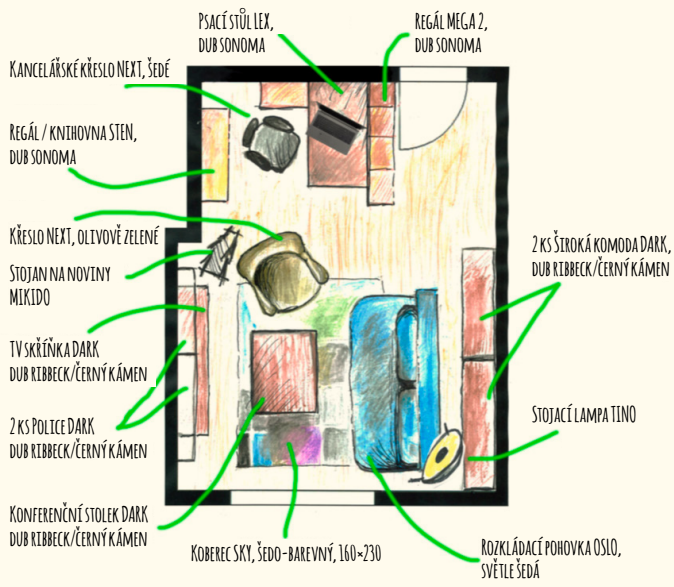 PSACÍ STŮL LEX,
DUB SONOMA
REGÁL MEGA 2,
DUB SONOMA
KANCELÁŘSKÉ KŘESLO NEXT, ŠEDÉ
REGÁL / KNIHOVNA STEN,
DUB SONOMA
KŘESLO NEXT, OLIVOVĚ ZELENÉ
STOJAN NA NOVINY
MIKIDO
TV SKŘÍŇKA DARK
DUB RIBBECK/ČERNÝ KÁMEN
2 KS POLICE DARK
DUB RIBBECK/ČERNÝ KÁMEN
KONFERENČNÍ STOLEK DARK
DUB RIBBECK/ČERNÝ KÁMEN
KOBEREC SKY, ŠEDO-BAREVNÝ, 160×230
2 KS ŠIROKÁ KOMODA DARK,
DUB RIBBECK/ČERNÝ KÁMEN
STOJACÍ LAMPA TINO
ROZKLÁDACÍ POHOVKA OSLO,
SVĚTLE ŠEDÁ